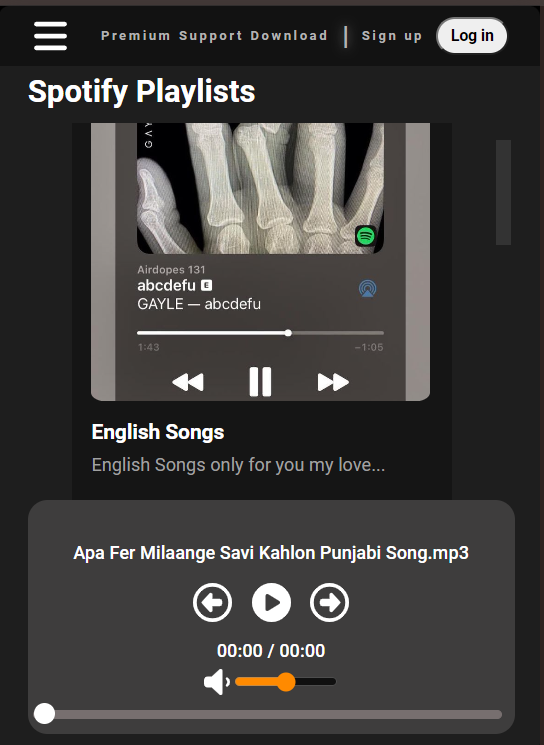 Premium Support Download | Sign up Log in
Spotify Playlists
GAY
Airdopes 131
abcdefu E
GAYLE — abcdefu
1:43 -1:05
English Songs
English Songs only for you my love...
Apa Fer Milaange Savi Kahlon Punjabi Song.mp3
00:00 / 00:00